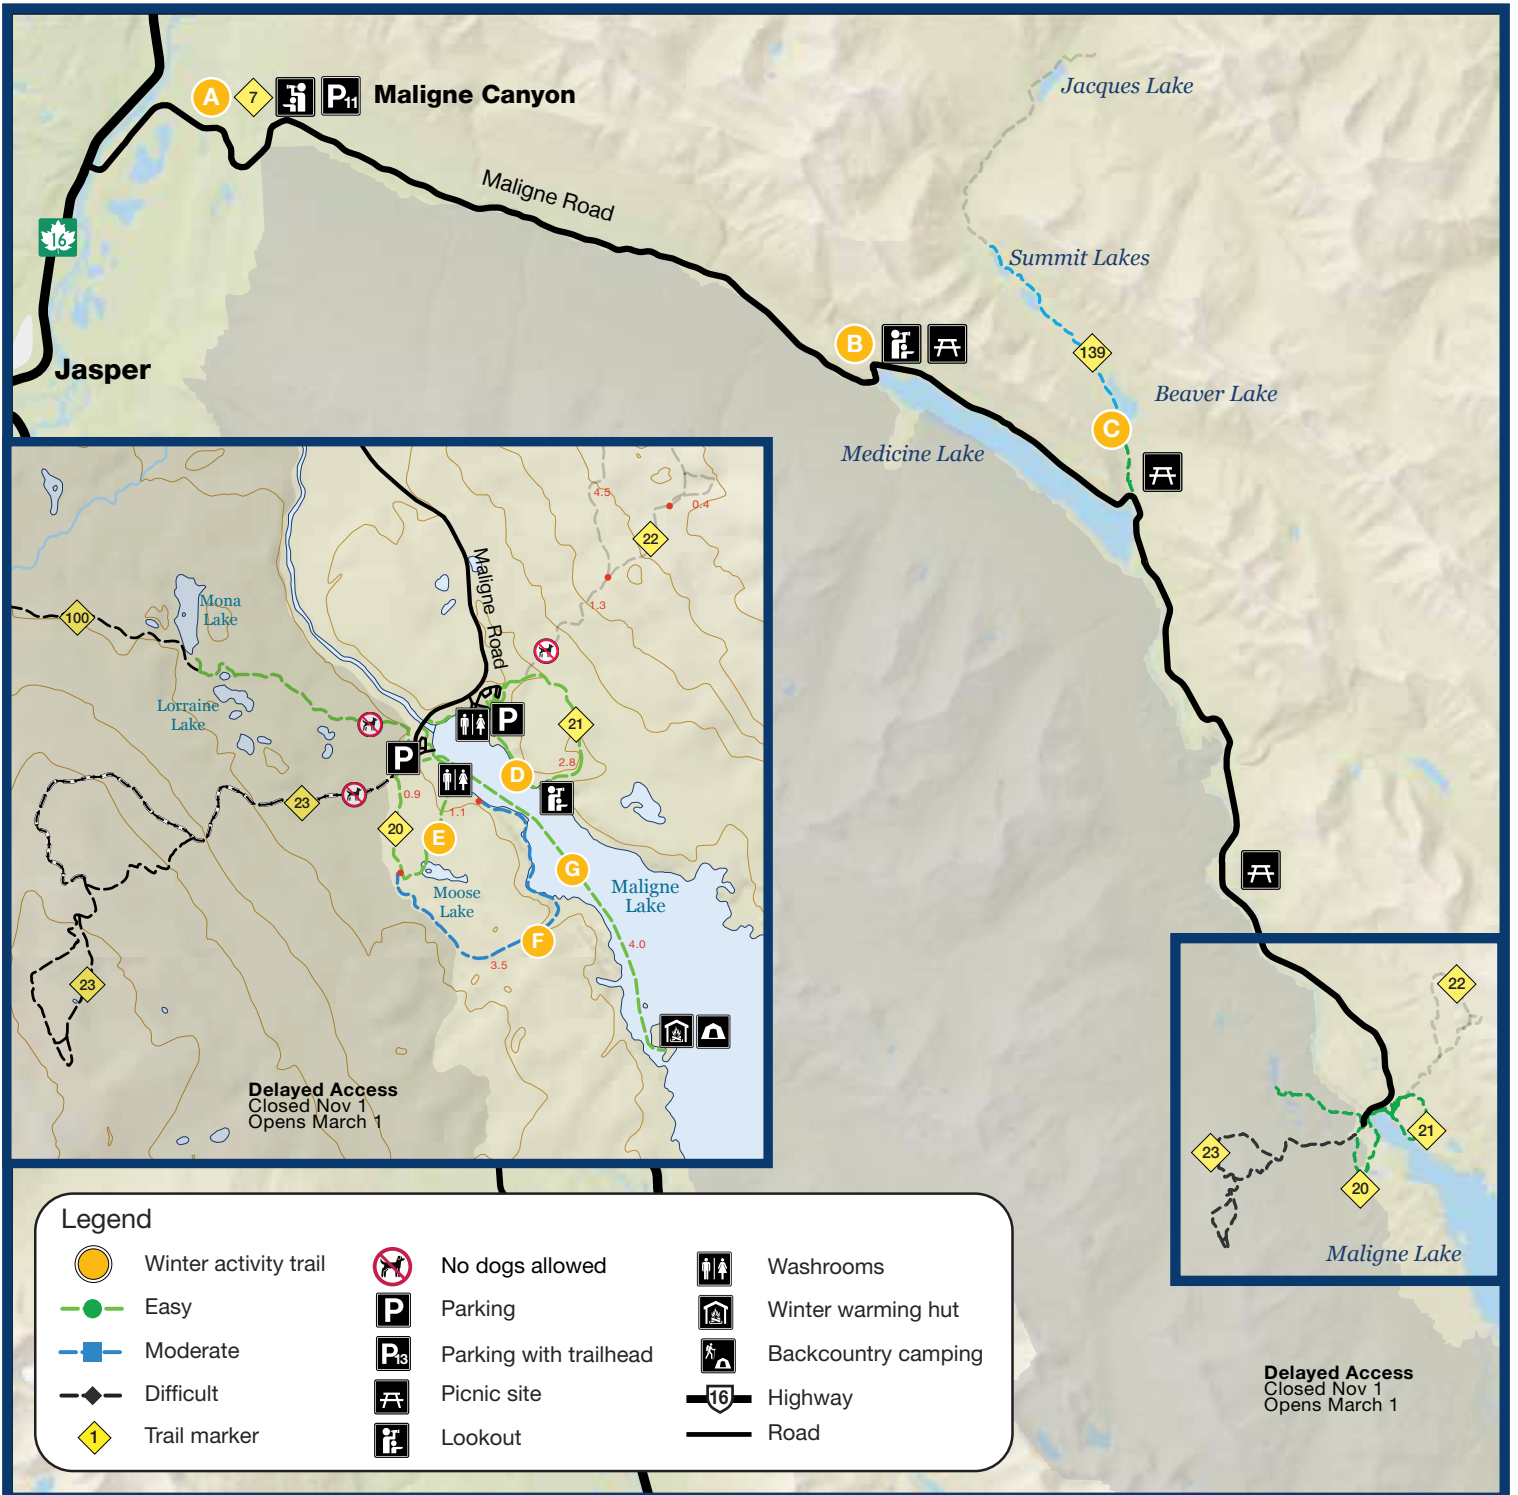 A
7
P11
Maligne Canyon
Jacques Lake
Maligne Road
16
Summit Lakes
B
139
Jasper
Beaver Lake
C
Medicine Lake
4.5
0.4
22
Maligne Road
1.3
Mona
Lake
100
Lorraine
Lake
P
21
P
2.8
D
23
0.9
1.1
20
E
G
Moose
Lake
Maligne
Lake
F
4.0
3.5
23
Delayed Access
Closed Nov 1
Opens March 1
22
21
23
20
Maligne Lake
Delayed Access
Closed Nov 1
Opens March 1
Legend
Winter activity trail
Easy
Moderate
Difficult
1
Trail marker
No dogs allowed
P
Parking
P13
Parking with trailhead
Picnic site
Lookout
Washrooms
Winter warming hut
Backcountry camping
16
Highway
Road